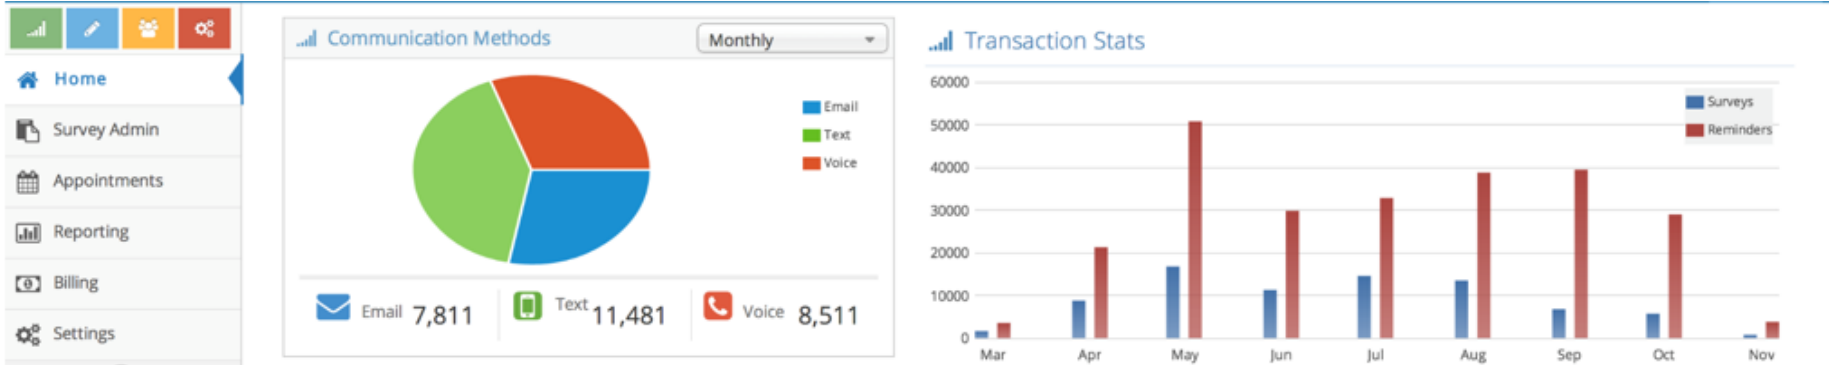 Home
Survey Admin
Appointments
Reporting
Billing
Settings
Communication Methods
Monthly
Email
Text
Voice
Email 7,811
Text 11,481
Voice 8,511
Transaction Stats
60000
50000
40000
30000
20000
10000
0
Surveys
Reminders
Mar Apr May Jun Jul Aug Sep Oct Nov